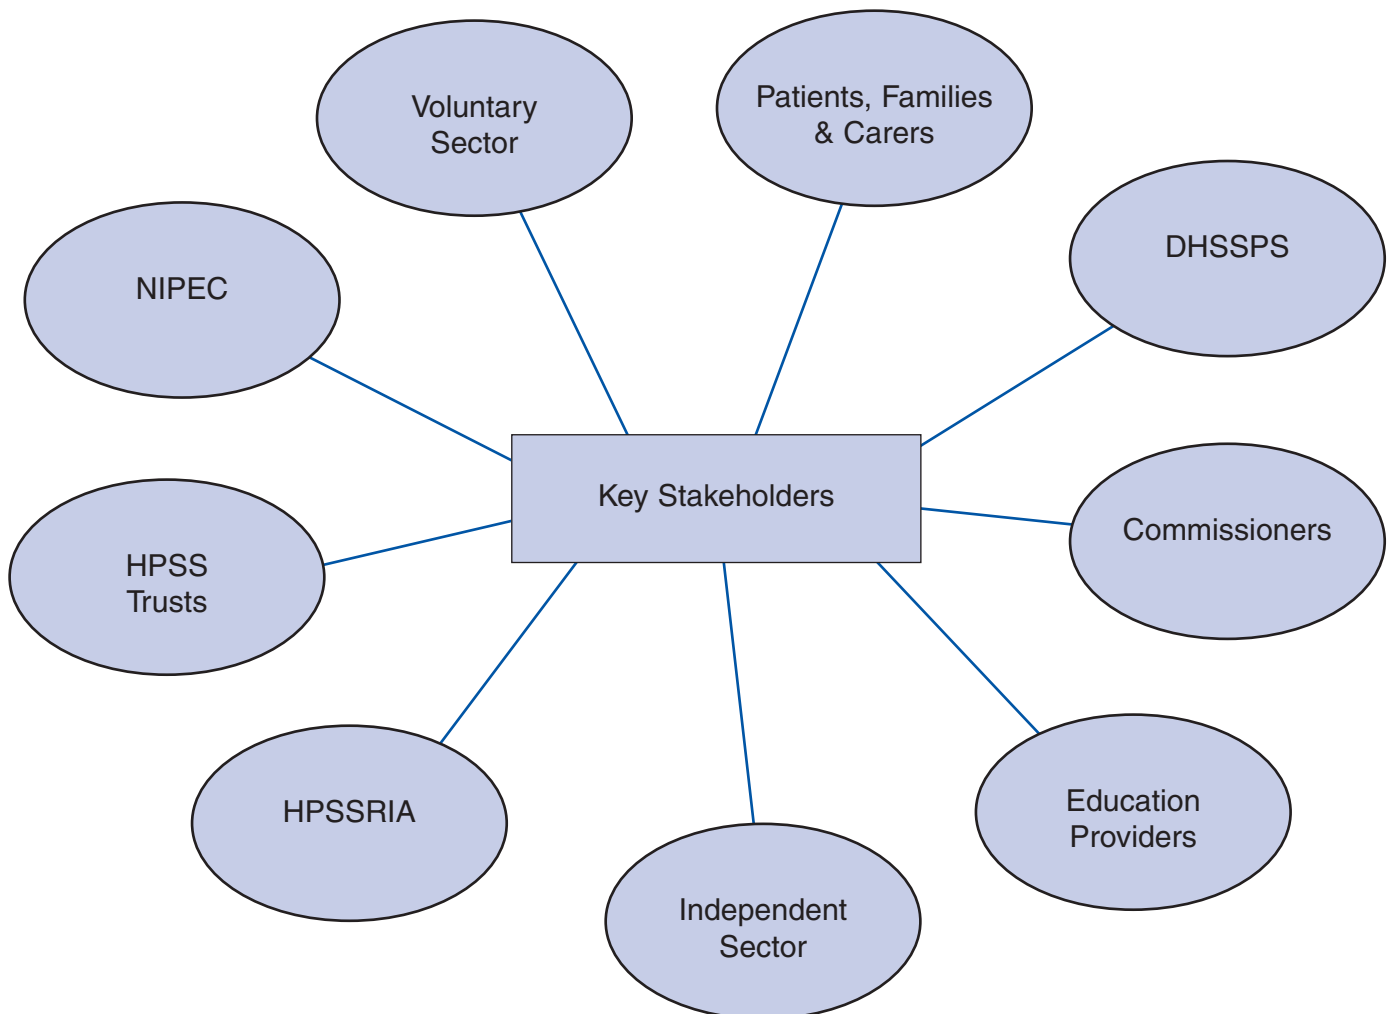 Voluntary
Sector
Patients, Families
& Carers
NIPEC
DHSSPS
Key Stakeholders
Commissioners
HPSS
Trusts
HPSSRIA
Education
Providers
Independent
Sector